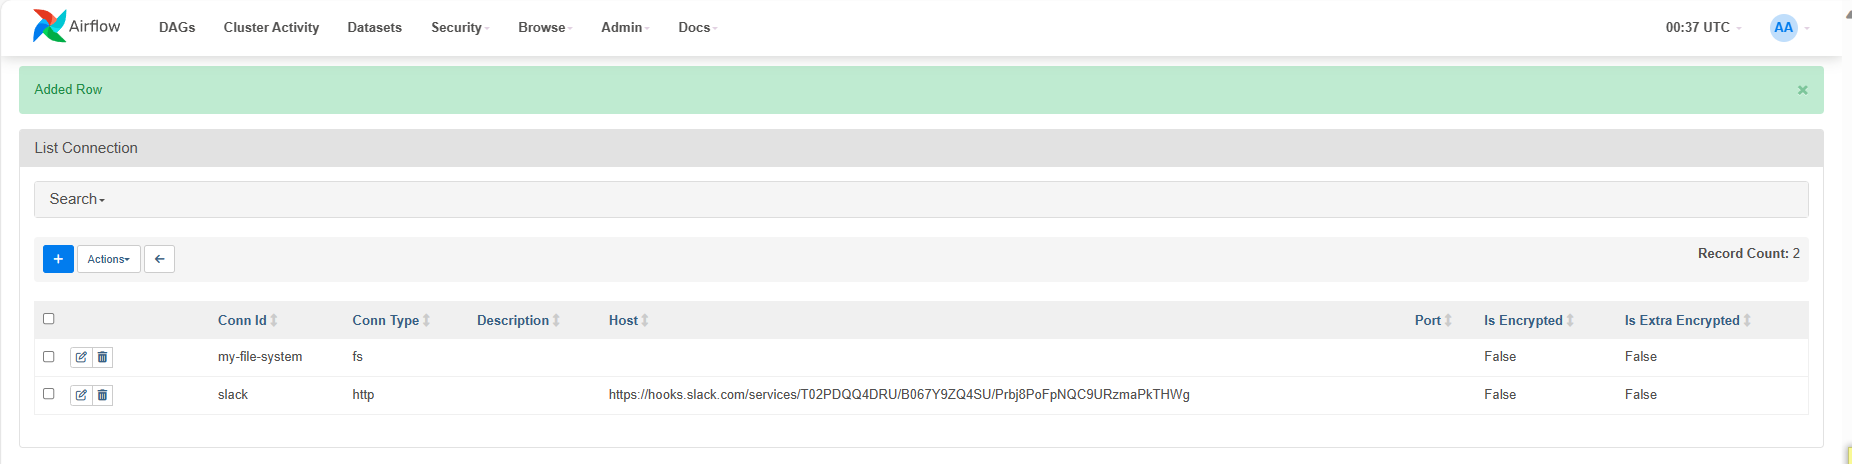 Airflow DAGs Cluster Activity Datasets Security Browse Admin Docs 00:37 UTC AA
Added Row ×
List Connection
Search
+ Actions ← Record Count: 2
Conn Id Conn Type Description Host Port Is Encrypted Is Extra Encrypted
my-file-system fs False False
slack http https://hooks.slack.com/services/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 False False